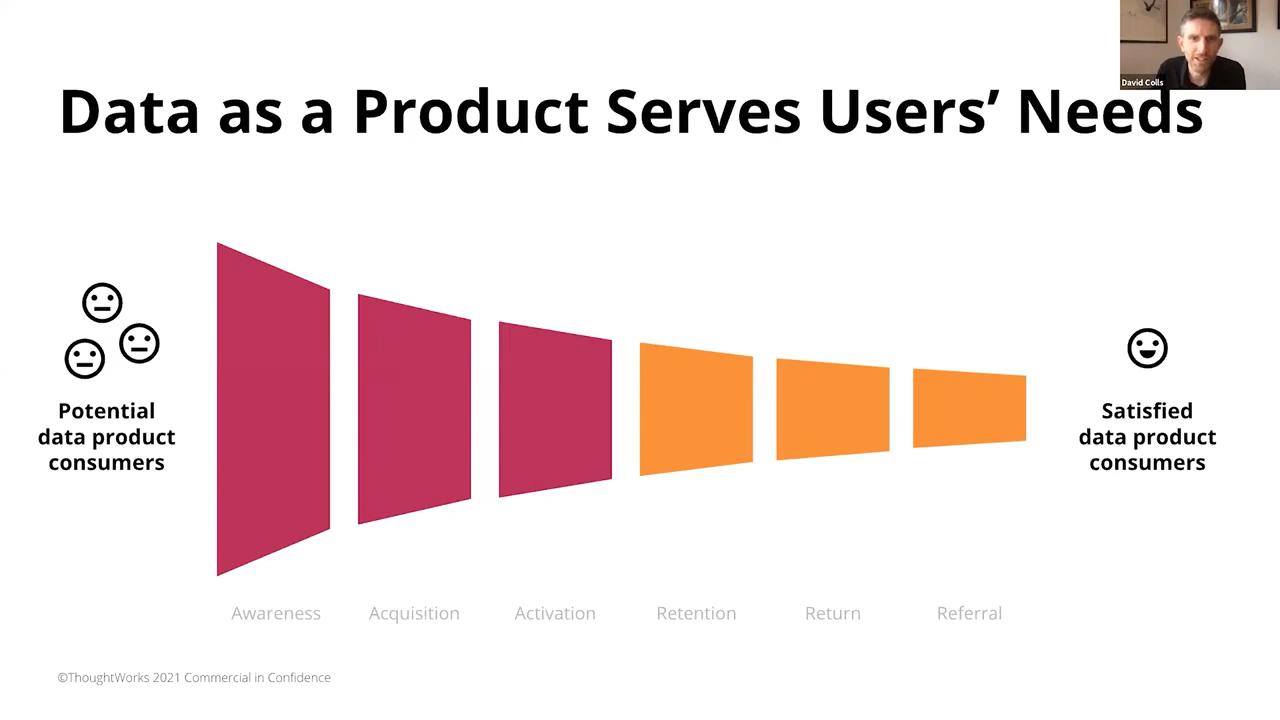 David Colls
Data as a Product Serves Users’ Needs
Potential
data product
consumers
Satisfied
data product
consumers
Awareness
Acquisition
Activation
Retention
Return
Referral
©ThoughtWorks 2021 Commercial in Confidence